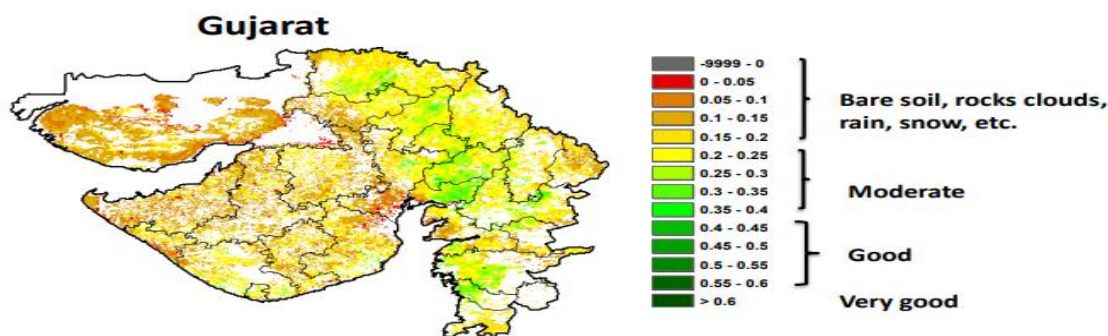 Gujarat
-9999 - 0
0 - 0.05
0.05 - 0.1
0.1 - 0.15
0.15 - 0.2
0.2 - 0.25
0.25 - 0.3
0.3 - 0.35
0.35 - 0.4
0.4 - 0.45
0.45 - 0.5
0.5 - 0.55
0.55 - 0.6
> 0.6
Bare soil, rocks clouds,
rain, snow, etc.
Moderate
Good
Very good